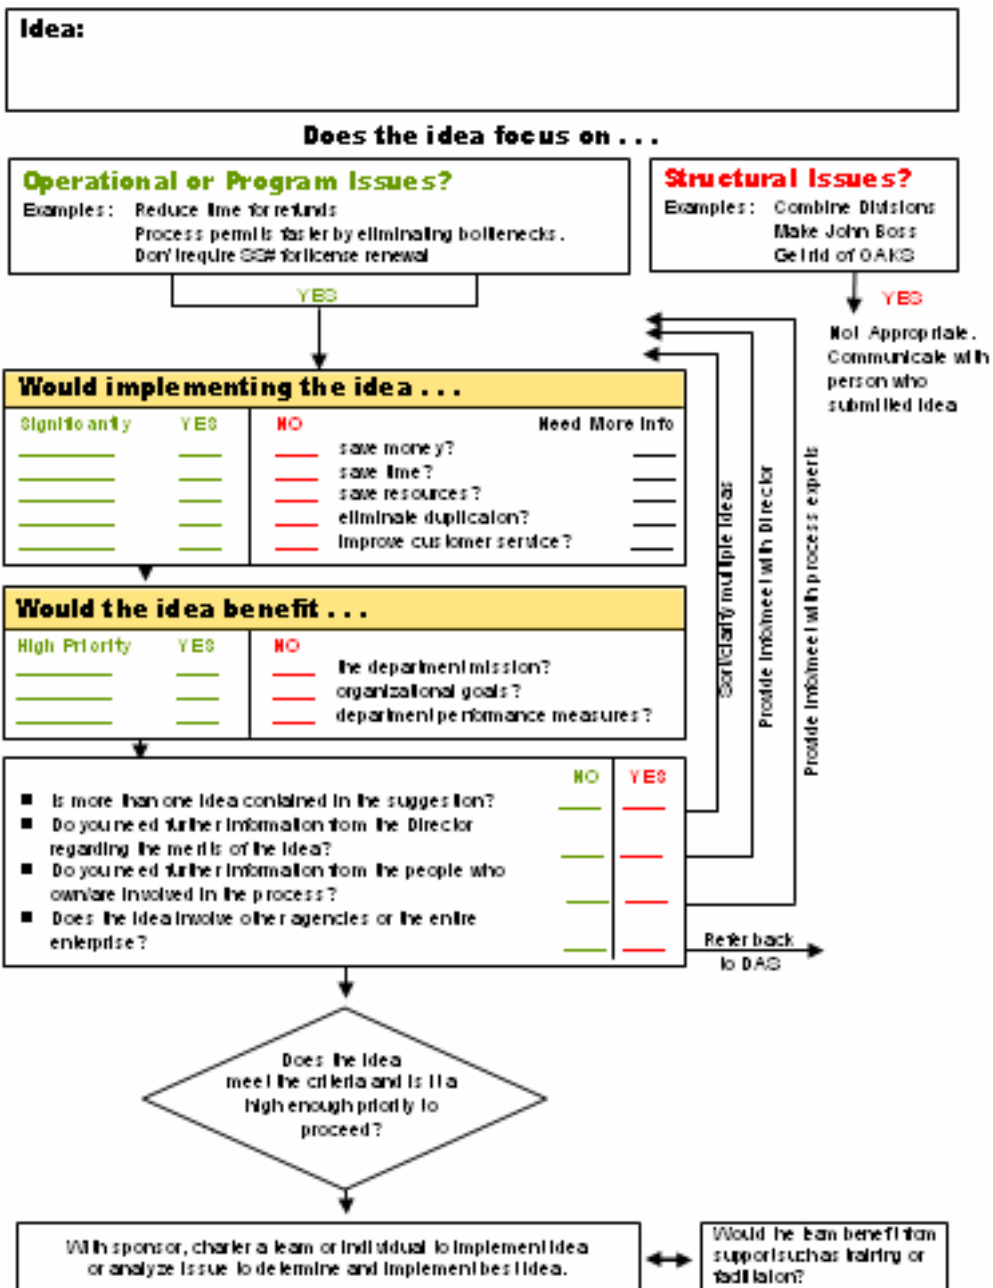 Idea:
Does the idea focus on . . .
Operational or Program Issues?
Examples: Reduce time for refunds
Process permits faster by eliminating bottlenecks.
Don't require SS# for license renewal
YES
Structural Issues?
Examples: Combine Divisions
Make John Boss
Get rid of OAKS
YES
Not Appropriate.
Communicate with
person who
submitted idea
Would implementing the idea . . .
Significantly YES NO Need More Info
save money?
save time?
save resources?
eliminate duplicaion?
improve customer service?
Would the idea benefit . . .
High Priority YES NO
the department mission?
organizational goals?
department performance measures?
NO YES
■ Is more than one idea contained in the suggestion?
■ Do you need further information from the Director
regarding the merits of the idea?
■ Do you need further information from the people who
own/are involved in the process?
■ Does the idea involve other agencies or the entire
enterprise?
Sort/clarify multiple ideas
Provide info/meet with Director
Provide info/meet with process experts
Refer back
to DAS
Does the idea
meet the criteria and is it a
high enough priority to
proceed?
With sponsor, charter a team or individual to implement idea
or analyze issue to determine and implement best idea.
Would he team benefit from
support such as training or
facilitaion?